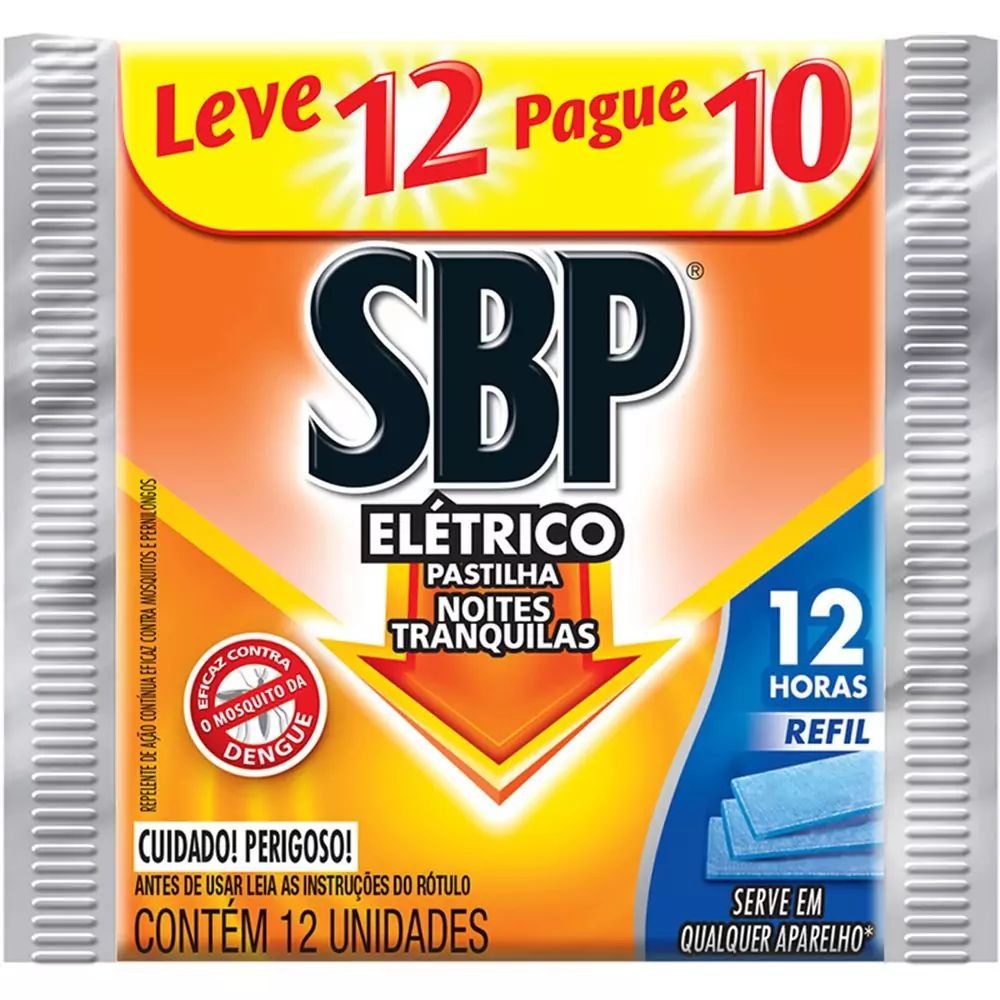 Leve 12 Pague 10
SBP®
ELÉTRICO
PASTILHA
NOITES
TRANQUILAS
REPELENTE DE AÇÃO CONTÍNUA EFICAZ CONTRA MOSQUITOS E PERNILONGOS
EFICAZ CONTRA
O MOSQUITO DA
DENGUE
12
HORAS
REFIL
CUIDADO! PERIGOSO!
ANTES DE USAR LEIA AS INSTRUÇÕES DO RÓTULO
CONTÉM 12 UNIDADES
SERVE EM
QUALQUER APARELHO*